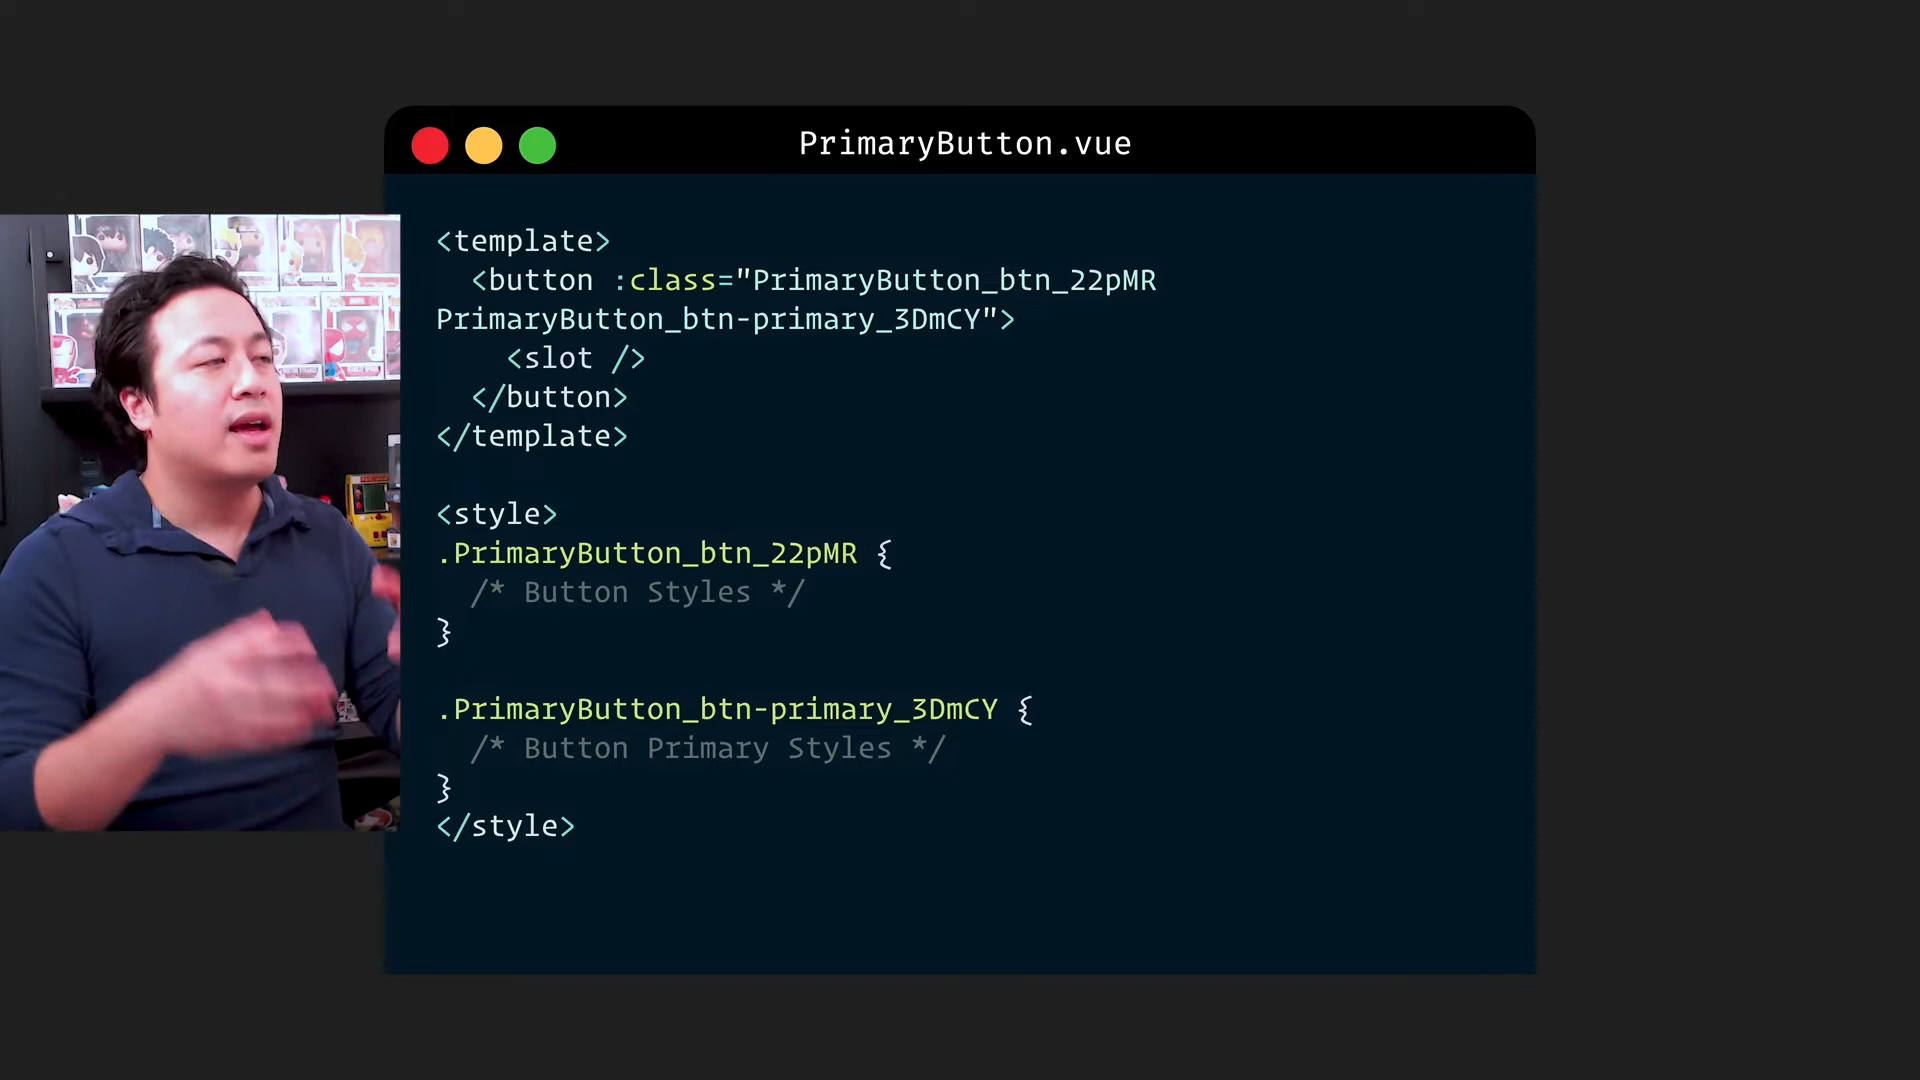 PrimaryButton.vue
<template>
<button :class="PrimaryButton_btn_22pMR
PrimaryButton_btn-primary_3DmCY">
<slot />
</button>
</template>
<style>
.PrimaryButton_btn_22pMR {
/* Button Styles */
}
.PrimaryButton_btn-primary_3DmCY {
/* Button Primary Styles */
}
</style>